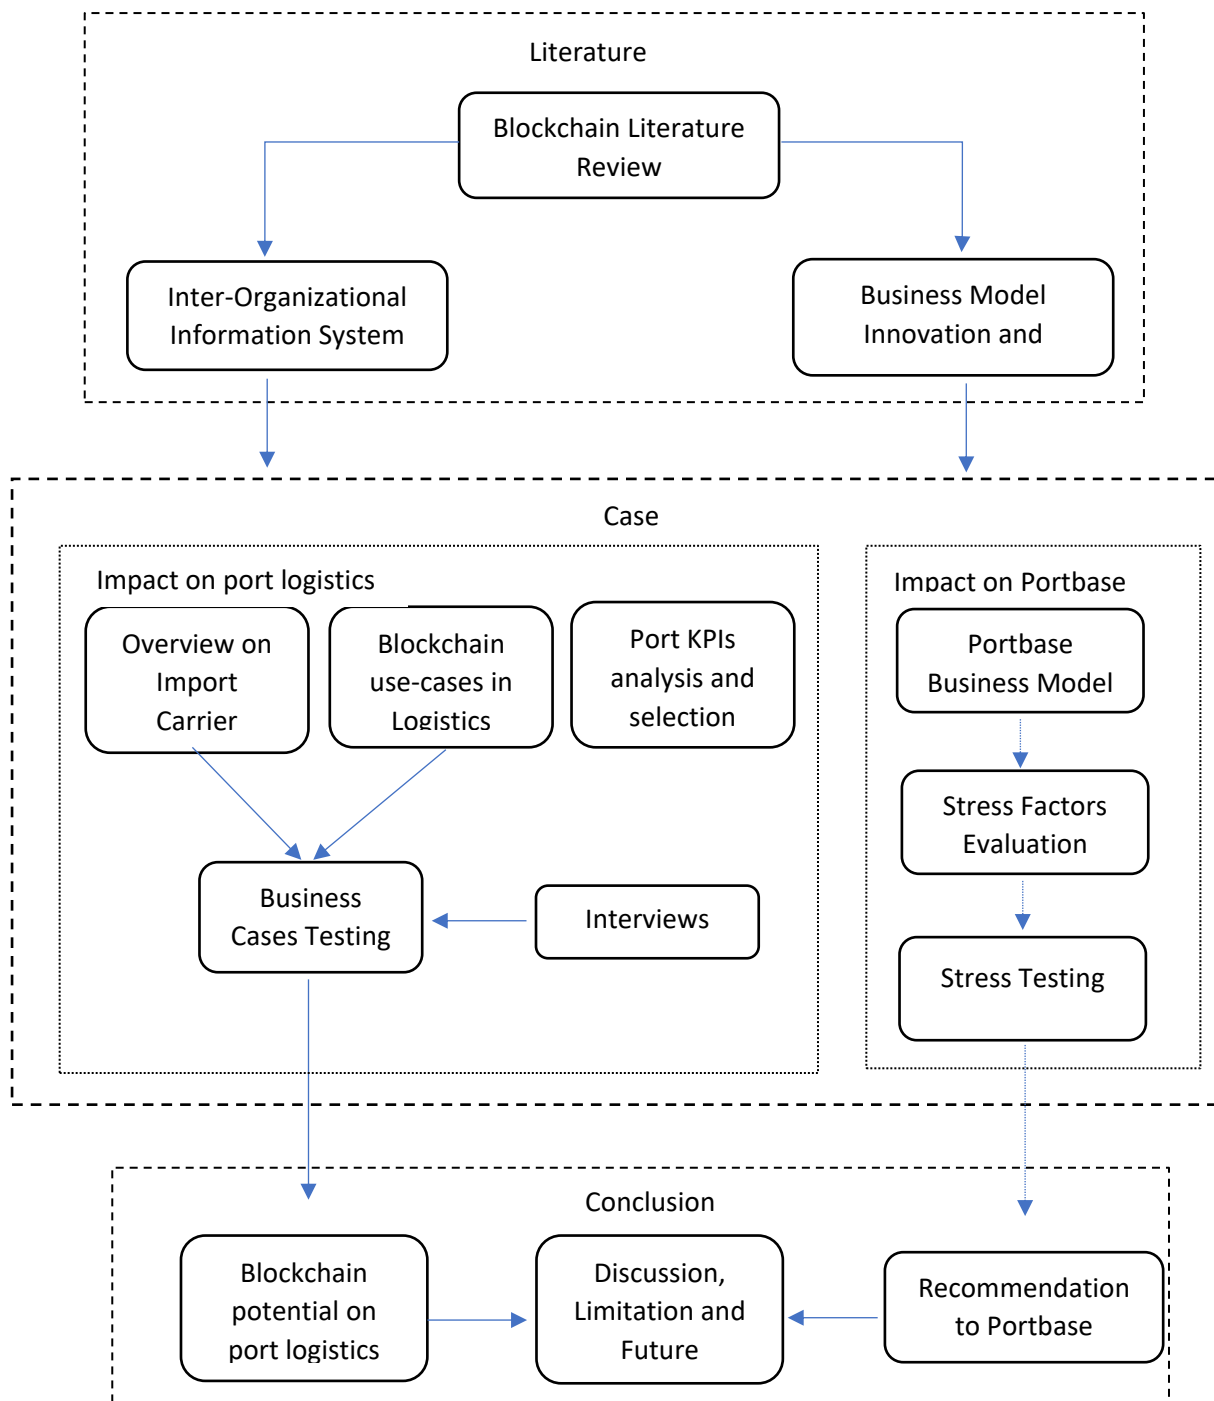 Literature
Blockchain Literature
Review
Inter-Organizational
Information System
Business Model
Innovation and
Case
Impact on port logistics
Overview on
Import
Carrier
Blockchain
use-cases in
Logistics
Port KPIs
analysis and
selection
Business
Cases Testing
Interviews
Impact on Portbase
Portbase
Business Model
Stress Factors
Evaluation
Stress Testing
Conclusion
Blockchain
potential on
port logistics
Discussion,
Limitation and
Future
Recommendation
to Portbase